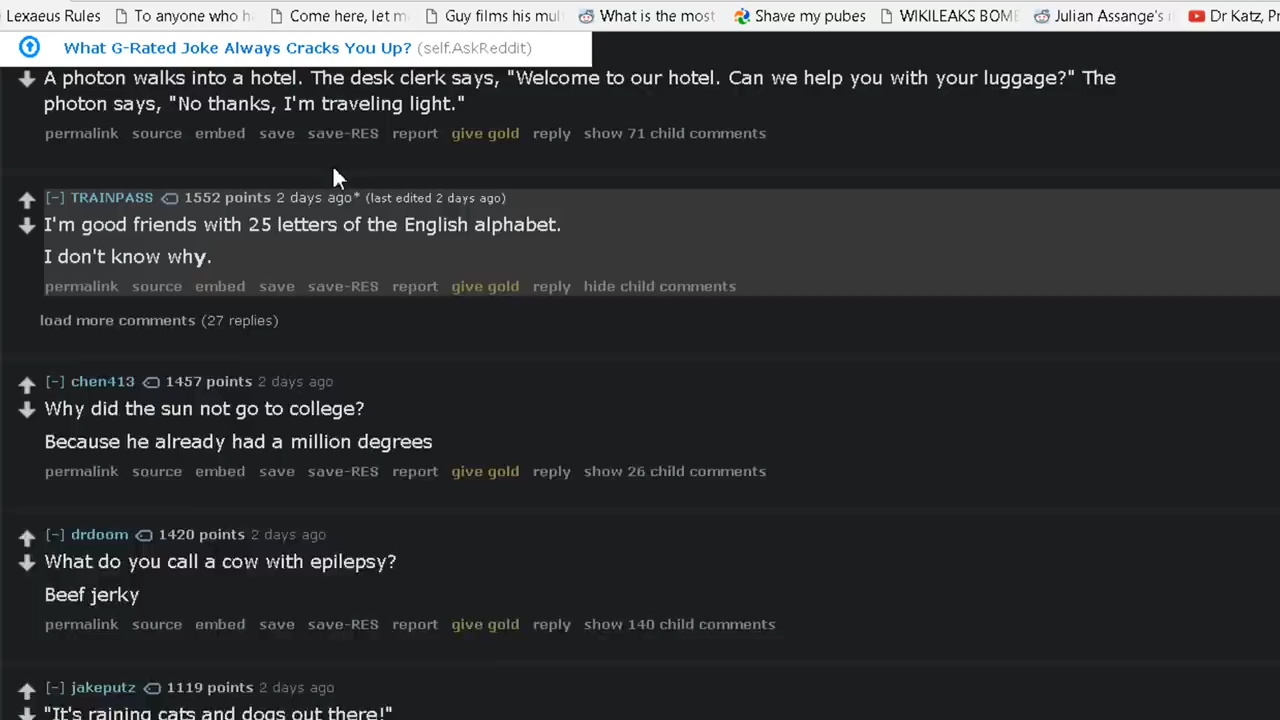 Lexaeus Rules To anyone who h Come here, let m Guy films his mul What is the most Shave my pubes WIKILEAKS BOM Julian Assange's i Dr Katz, Pr
What G-Rated Joke Always Cracks You Up? (self.AskReddit)
A photon walks into a hotel. The desk clerk says, "Welcome to our hotel. Can we help you with your luggage?" The
photon says, "No thanks, I'm traveling light."
permalink source embed save save-RES report give gold reply show 71 child comments
[-] TRAINPASS 1552 points 2 days ago* (last edited 2 days ago)
I'm good friends with 25 letters of the English alphabet.
I don't know why.
permalink source embed save save-RES report give gold reply hide child comments
load more comments (27 replies)
[-] chen413 1457 points 2 days ago
Why did the sun not go to college?
Because he already had a million degrees
permalink source embed save save-RES report give gold reply show 26 child comments
[-] drdoom 1420 points 2 days ago
What do you call a cow with epilepsy?
Beef jerky
permalink source embed save save-RES report give gold reply show 140 child comments
[-] jakeputz 1119 points 2 days ago
"It's raining cats and dogs out there!"